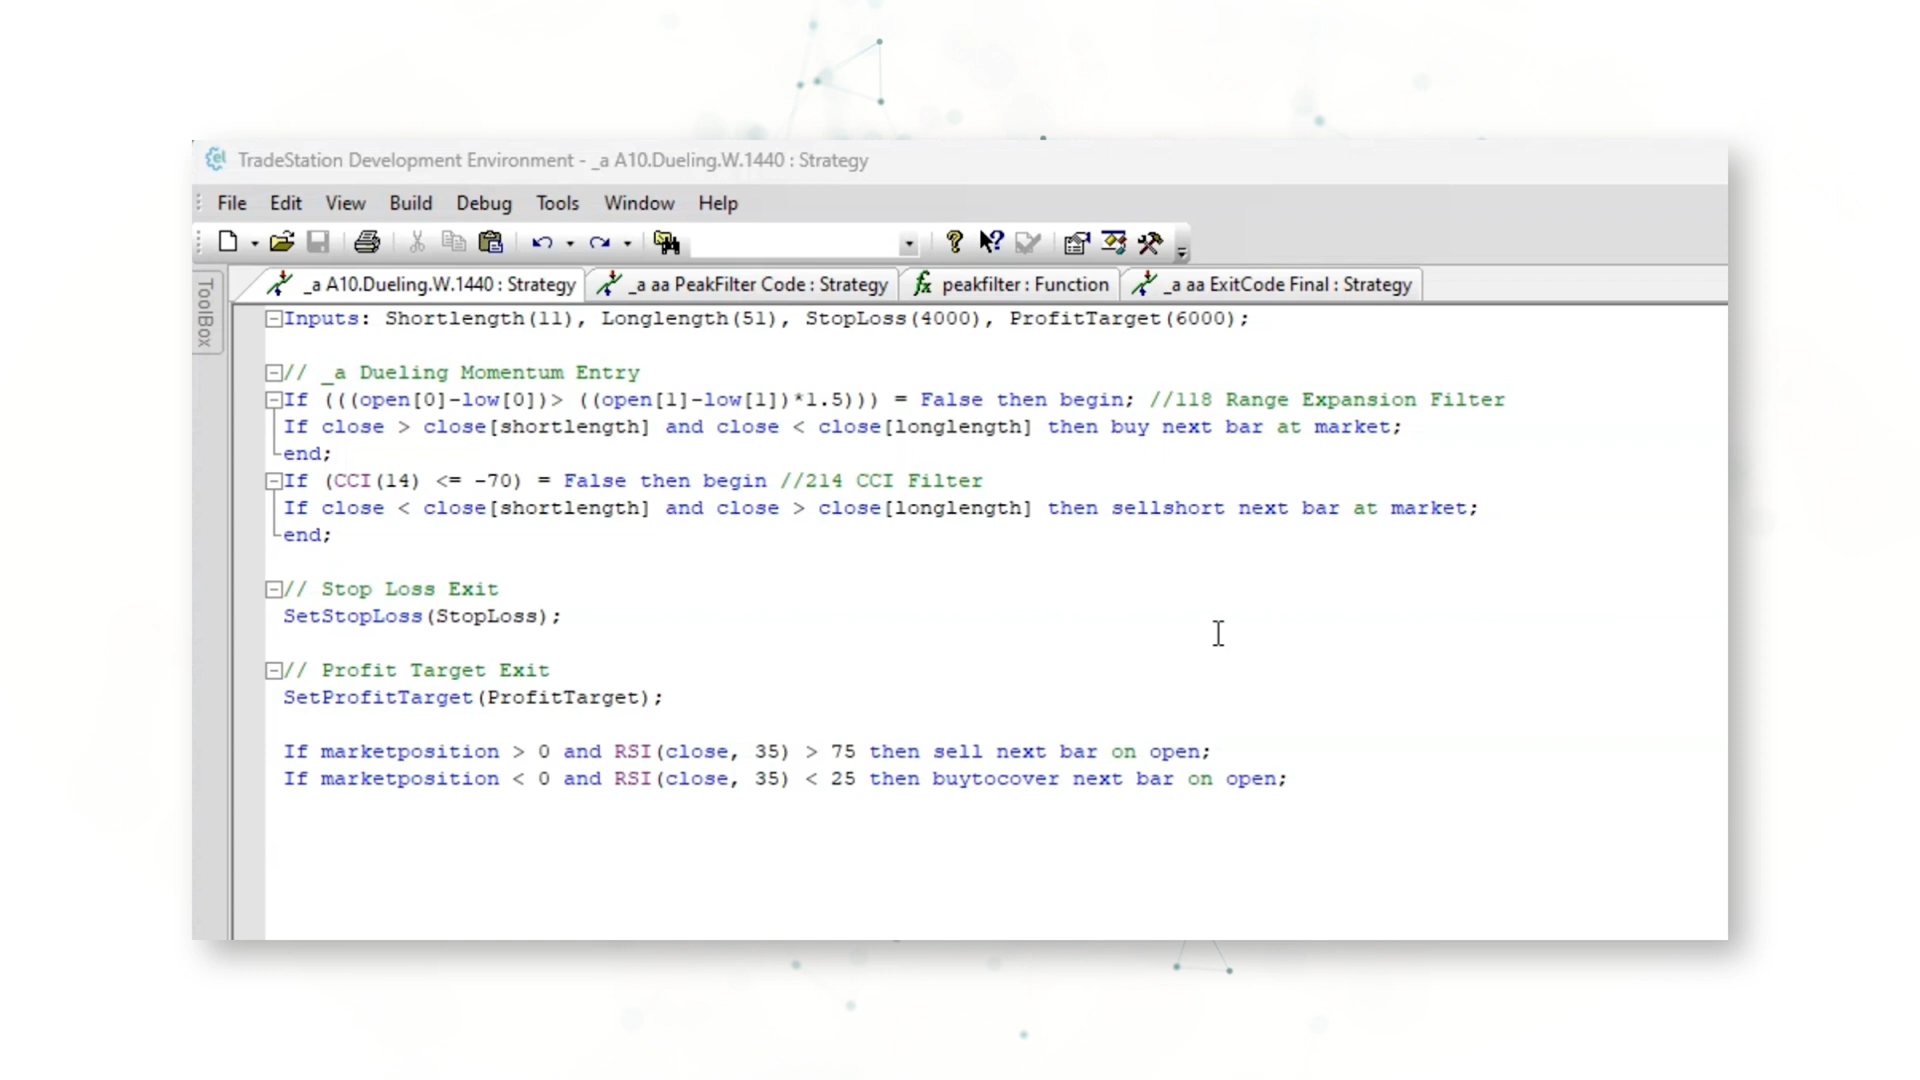 TradeStation Development Environment - _a A10.Dueling.W.1440 : Strategy
File Edit View Build Debug Tools Window Help
_a A10.Dueling.W.1440 : Strategy _a aa PeakFilter Code : Strategy peakfilter : Function _a aa ExitCode Final : Strategy
ToolBox
Inputs: Shortlength(11), Longlength(51), StopLoss(4000), ProfitTarget(6000);
// _a Dueling Momentum Entry
If (((open[0]-low[0])> ((open[1]-low[1])*1.5))) = False then begin; //118 Range Expansion Filter
If close > close[shortlength] and close < close[longlength] then buy next bar at market;
end;
If (CCI(14) <= -70) = False then begin //214 CCI Filter
If close < close[shortlength] and close > close[longlength] then sellshort next bar at market;
end;
// Stop Loss Exit
SetStopLoss(StopLoss);
// Profit Target Exit
SetProfitTarget(ProfitTarget);
If marketposition > 0 and RSI(close, 35) > 75 then sell next bar on open;
If marketposition < 0 and RSI(close, 35) < 25 then buytocover next bar on open;